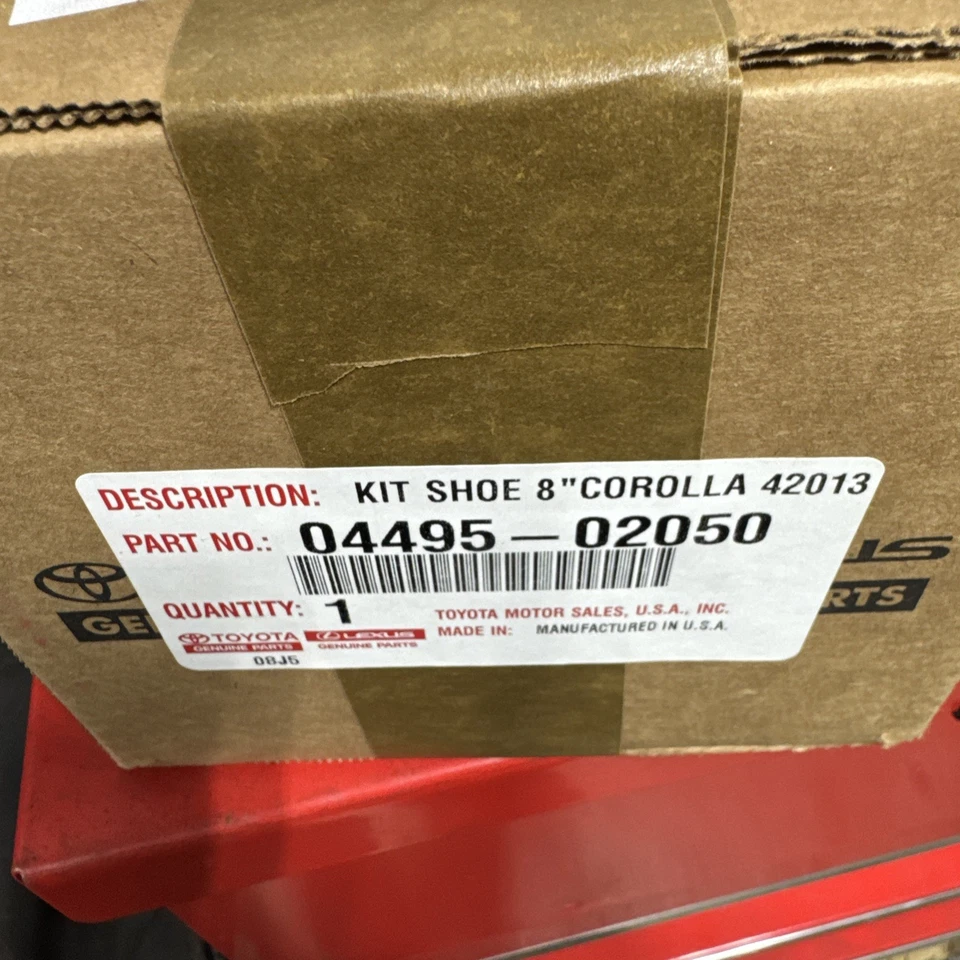 DESCRIPTION: KIT SHOE 8"COROLLA 42013
PART NO.: 04495-02050
QUANTITY: 1
TOYOTA MOTOR SALES, U.S.A., INC.
MADE IN: MANUFACTURED IN U.S.A.
TOYOTA LEXUS
GENUINE PARTS GENUINE PARTS
08J5